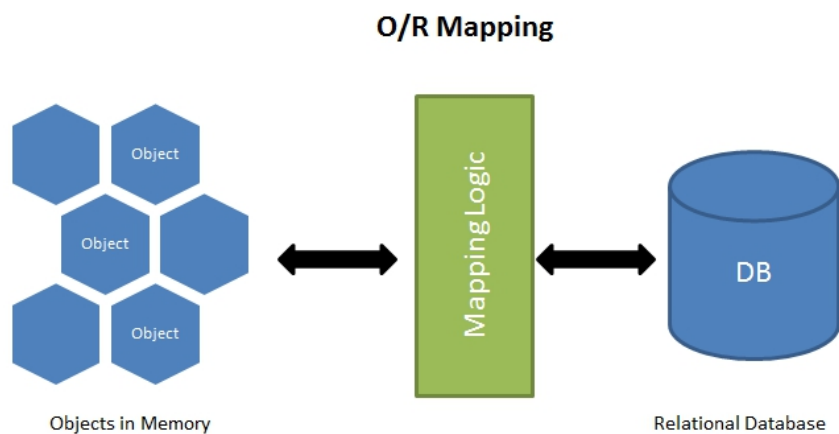 O/R Mapping
Object
Object
Object
Mapping Logic
DB
Objects in Memory
Relational Database